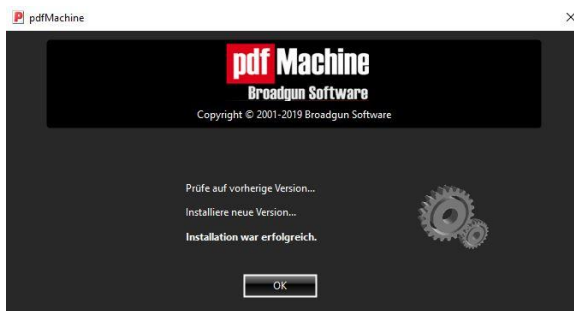 pdfMachine
pdf Machine
Broadgun Software
Copyright © 2001-2019 Broadgun Software
Prüfe auf vorherige Version...
Installiere neue Version...
Installation war erfolgreich.
OK